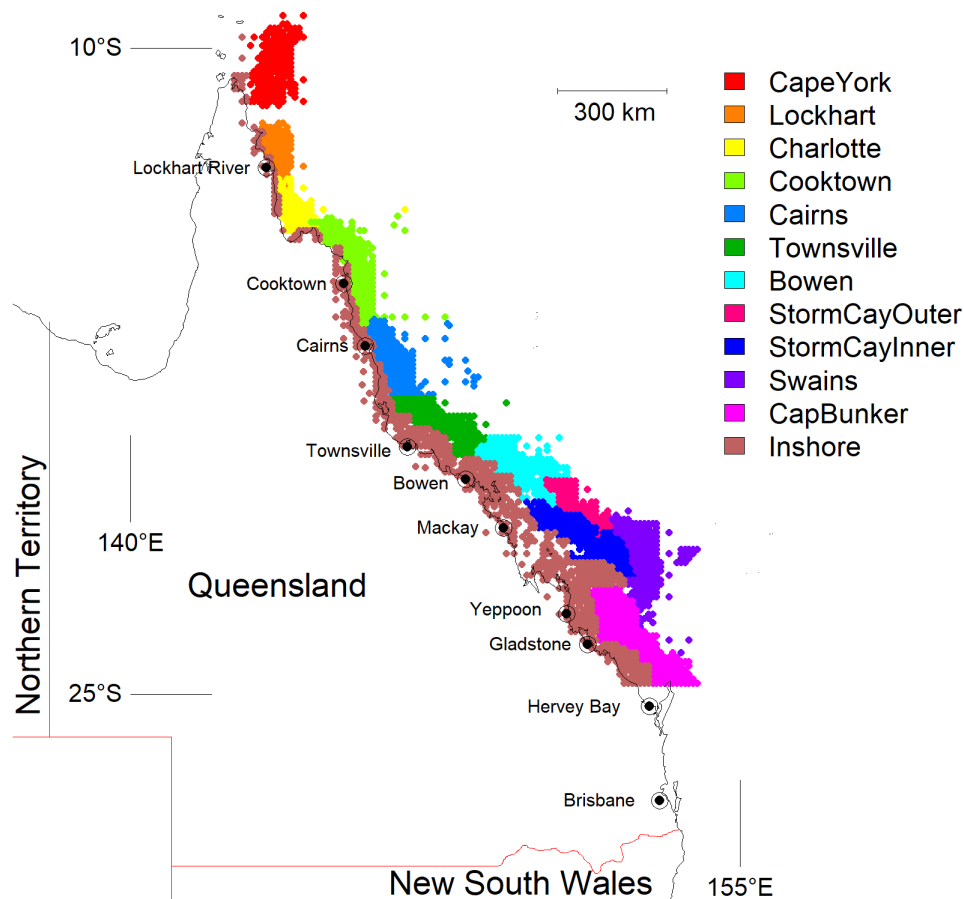 10°S
CapeYork
300 km
Lockhart
Charlotte
Lockhart River
Cooktown
Cairns
Townsville
Cooktown
Bowen
StormCayOuter
Cairns
StormCayInner
Swains
CapBunker
Townsville
Inshore
Bowen
Mackay
140°E
Queensland
Northern Territory
Yeppoon
Gladstone
25°S
Hervey Bay
Brisbane
New South Wales
155°E